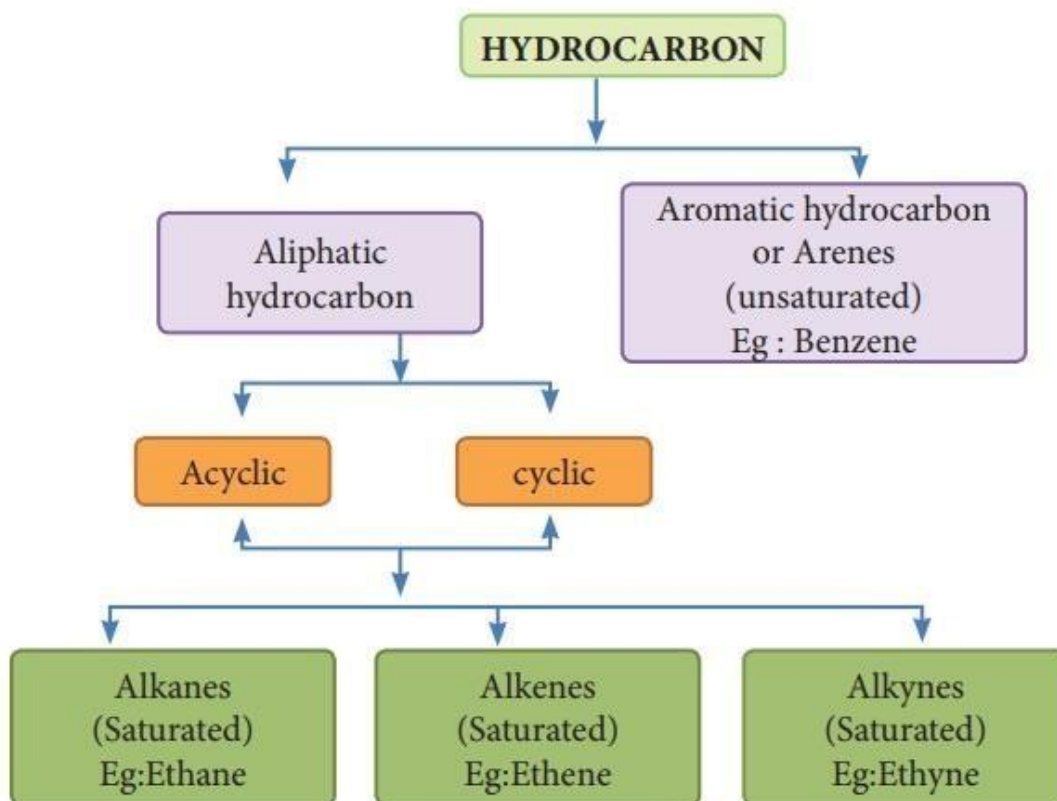 HYDROCARBON
Aliphatic
hydrocarbon
Aromatic hydrocarbon
or Arenes
(unsaturated)
Eg : Benzene
Acyclic
cyclic
Alkanes
(Saturated)
Eg:Ethane
Alkenes
(Saturated)
Eg:Ethene
Alkynes
(Saturated)
Eg:Ethyne